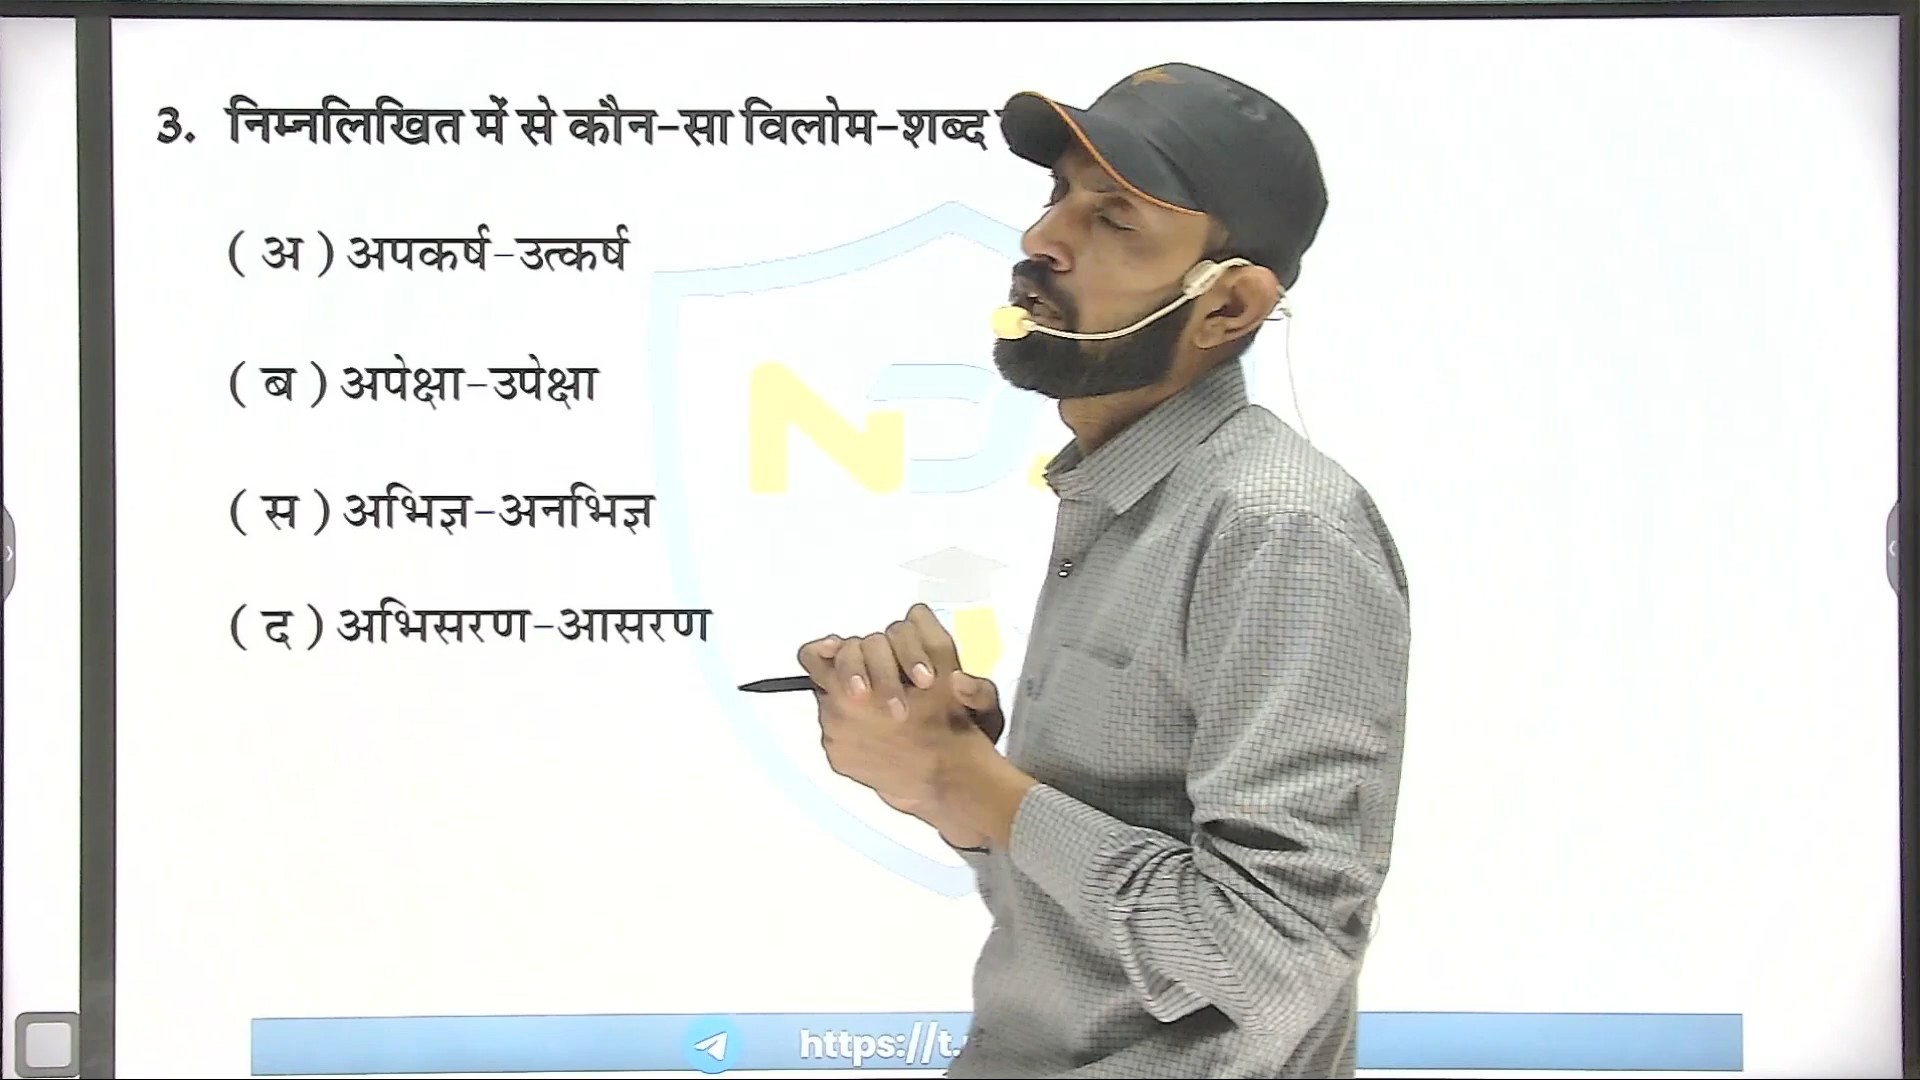 3. निम्नलिखित में से कौन-सा विलोम-शब्द
( अ ) अपकर्ष-उत्कर्ष
( ब ) अपेक्षा-उपेक्षा
( स ) अभिज्ञ-अनभिज्ञ
( द ) अभिसरण-आसरण
https://t.